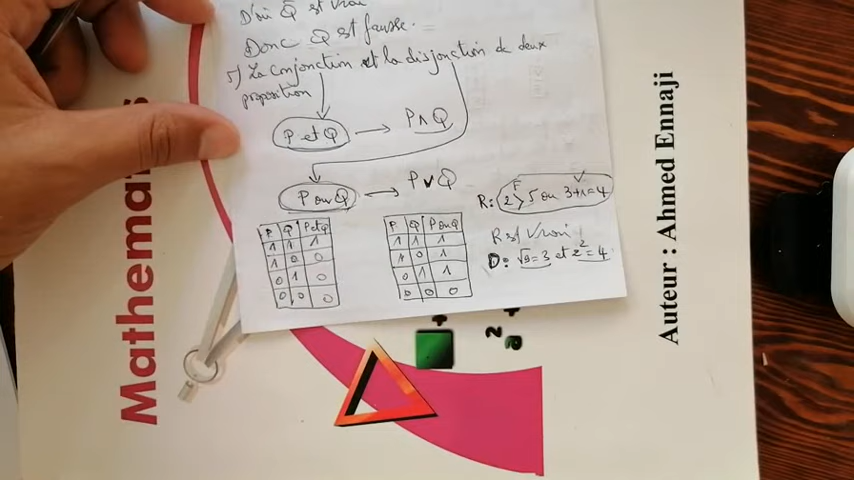 D'où Q̄ est vrai
Donc Q est fausse.
5) La conjonction et la disjonction de deux
proposition
P et Q → P∧Q
P ou Q → P∨Q
R: 2 > 5 ou 3+1=4
F V
R est Vrai
D: √9 = 3 et 2² = 4
P Q P et Q
1 1 1
1 0 0
0 1 0
0 0 0
P Q P ou Q
1 1 1
1 0 1
0 1 1
0 0 0
Auteur : Ahmed Ennaji